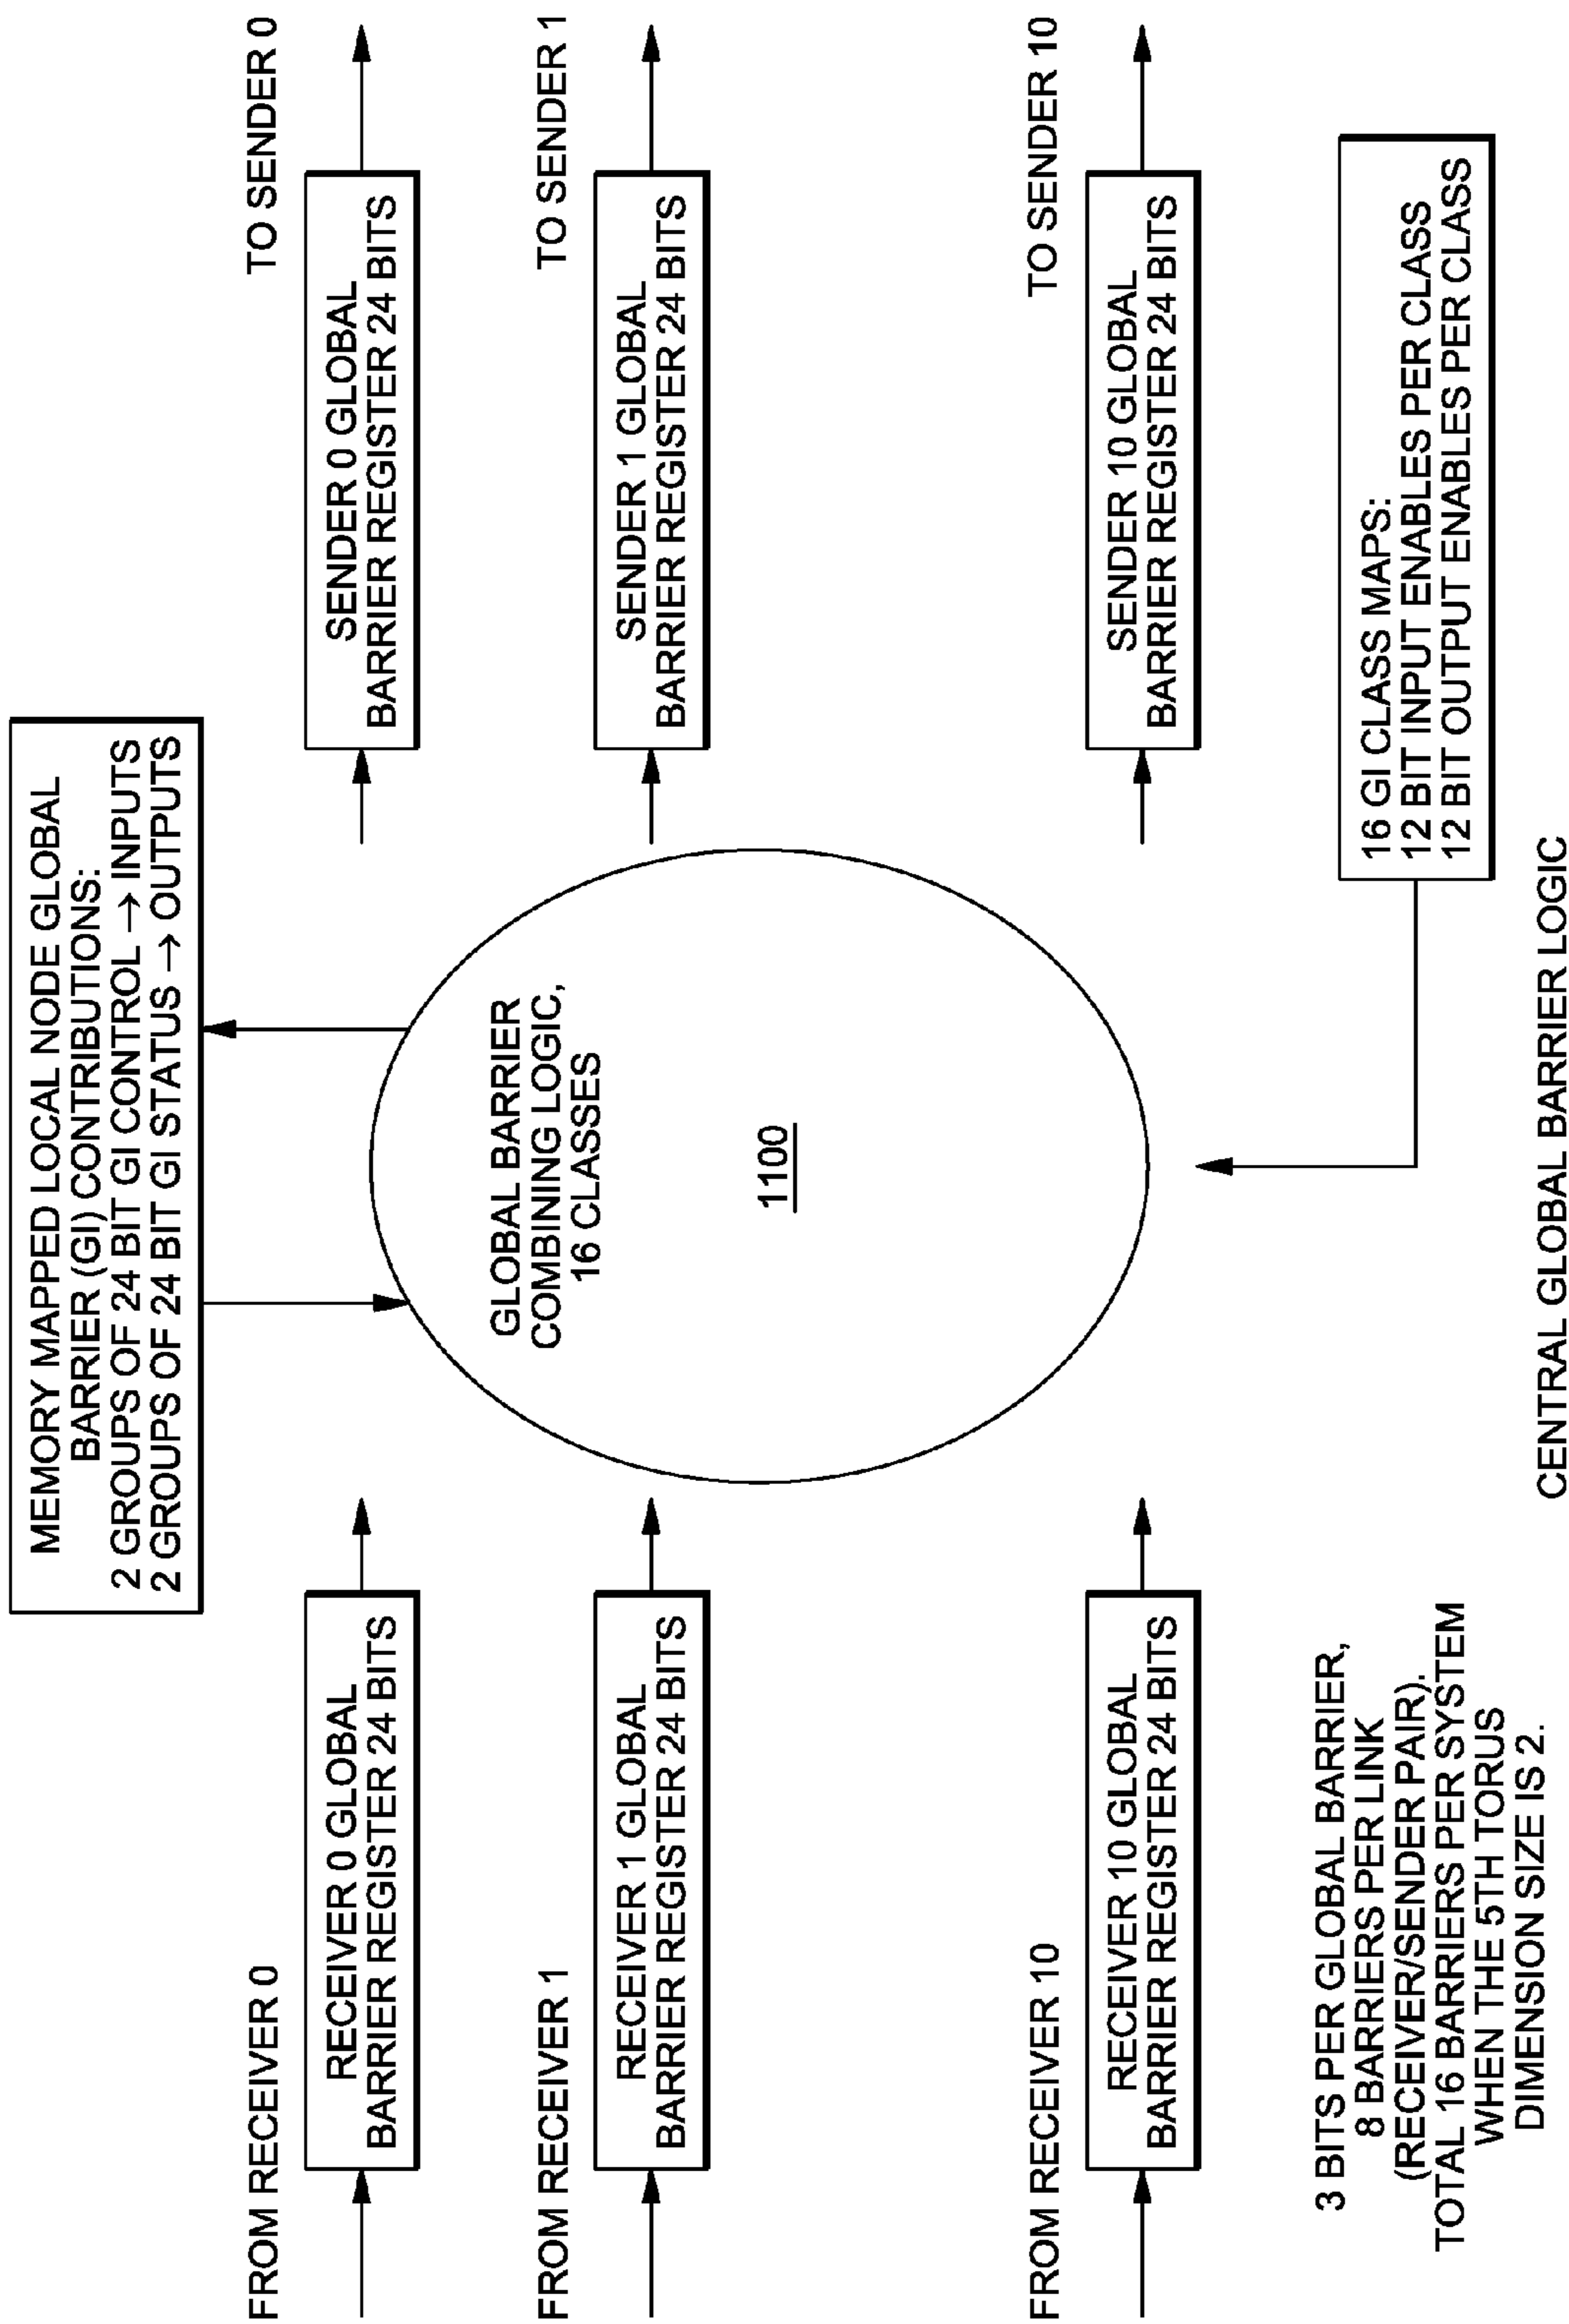 MEMORY MAPPED LOCAL NODE GLOBAL
BARRIER (GI) CONTRIBUTIONS:
2 GROUPS OF 24 BIT GI CONTROL → INPUTS
2 GROUPS OF 24 BIT GI STATUS → OUTPUTS
FROM RECEIVER 0
RECEIVER 0 GLOBAL
BARRIER REGISTER 24 BITS
SENDER 0 GLOBAL
BARRIER REGISTER 24 BITS
TO SENDER 0
FROM RECEIVER 1
RECEIVER 1 GLOBAL
BARRIER REGISTER 24 BITS
GLOBAL BARRIER
COMBINING LOGIC,
16 CLASSES
1100
SENDER 1 GLOBAL
BARRIER REGISTER 24 BITS
TO SENDER 1
FROM RECEIVER 10
RECEIVER 10 GLOBAL
BARRIER REGISTER 24 BITS
SENDER 10 GLOBAL
BARRIER REGISTER 24 BITS
TO SENDER 10
3 BITS PER GLOBAL BARRIER,
8 BARRIERS PER LINK
(RECEIVER/SENDER PAIR).
TOTAL 16 BARRIERS PER SYSTEM
WHEN THE 5TH TORUS
DIMENSION SIZE IS 2.
16 GI CLASS MAPS:
12 BIT INPUT ENABLES PER CLASS
12 BIT OUTPUT ENABLES PER CLASS
CENTRAL GLOBAL BARRIER LOGIC